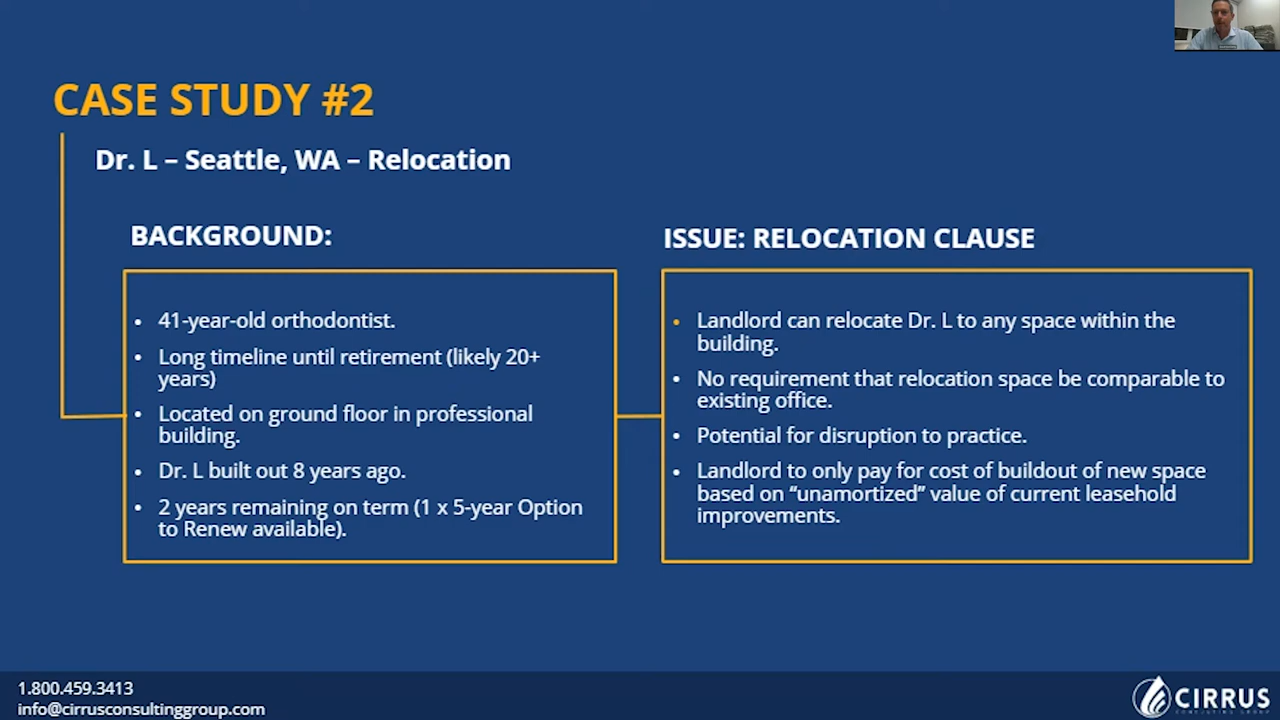 CASE STUDY #2
Dr. L – Seattle, WA – Relocation
BACKGROUND:
• 41-year-old orthodontist.
• Long timeline until retirement (likely 20+
years)
• Located on ground floor in professional
building.
• Dr. L built out 8 years ago.
• 2 years remaining on term (1 x 5-year Option
to Renew available).
ISSUE: RELOCATION CLAUSE
• Landlord can relocate Dr. L to any space within the
building.
• No requirement that relocation space be comparable to
existing office.
• Potential for disruption to practice.
• Landlord to only pay for cost of buildout of new space
based on “unamortized” value of current leasehold
improvements.
1.800.459.3413
info@cirrusconsultinggroup.com
CIRRUS
CONSULTING GROUP